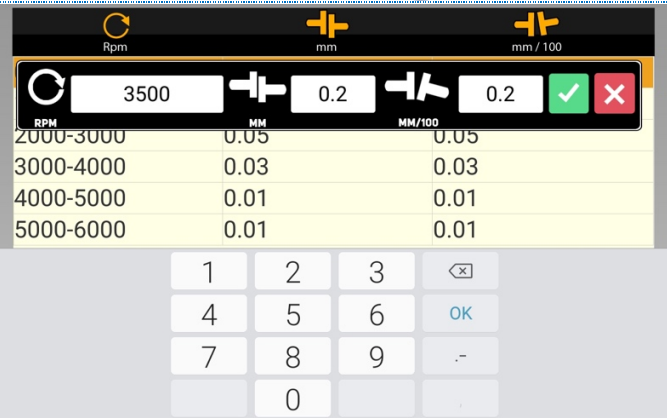 Rpm mm mm / 100
3500 0.2 0.2
RPM MM MM/100
2000-3000 0.05 0.05
3000-4000 0.03 0.03
4000-5000 0.01 0.01
5000-6000 0.01 0.01
1 2 3
4 5 6 OK
7 8 9 .-
0 ,